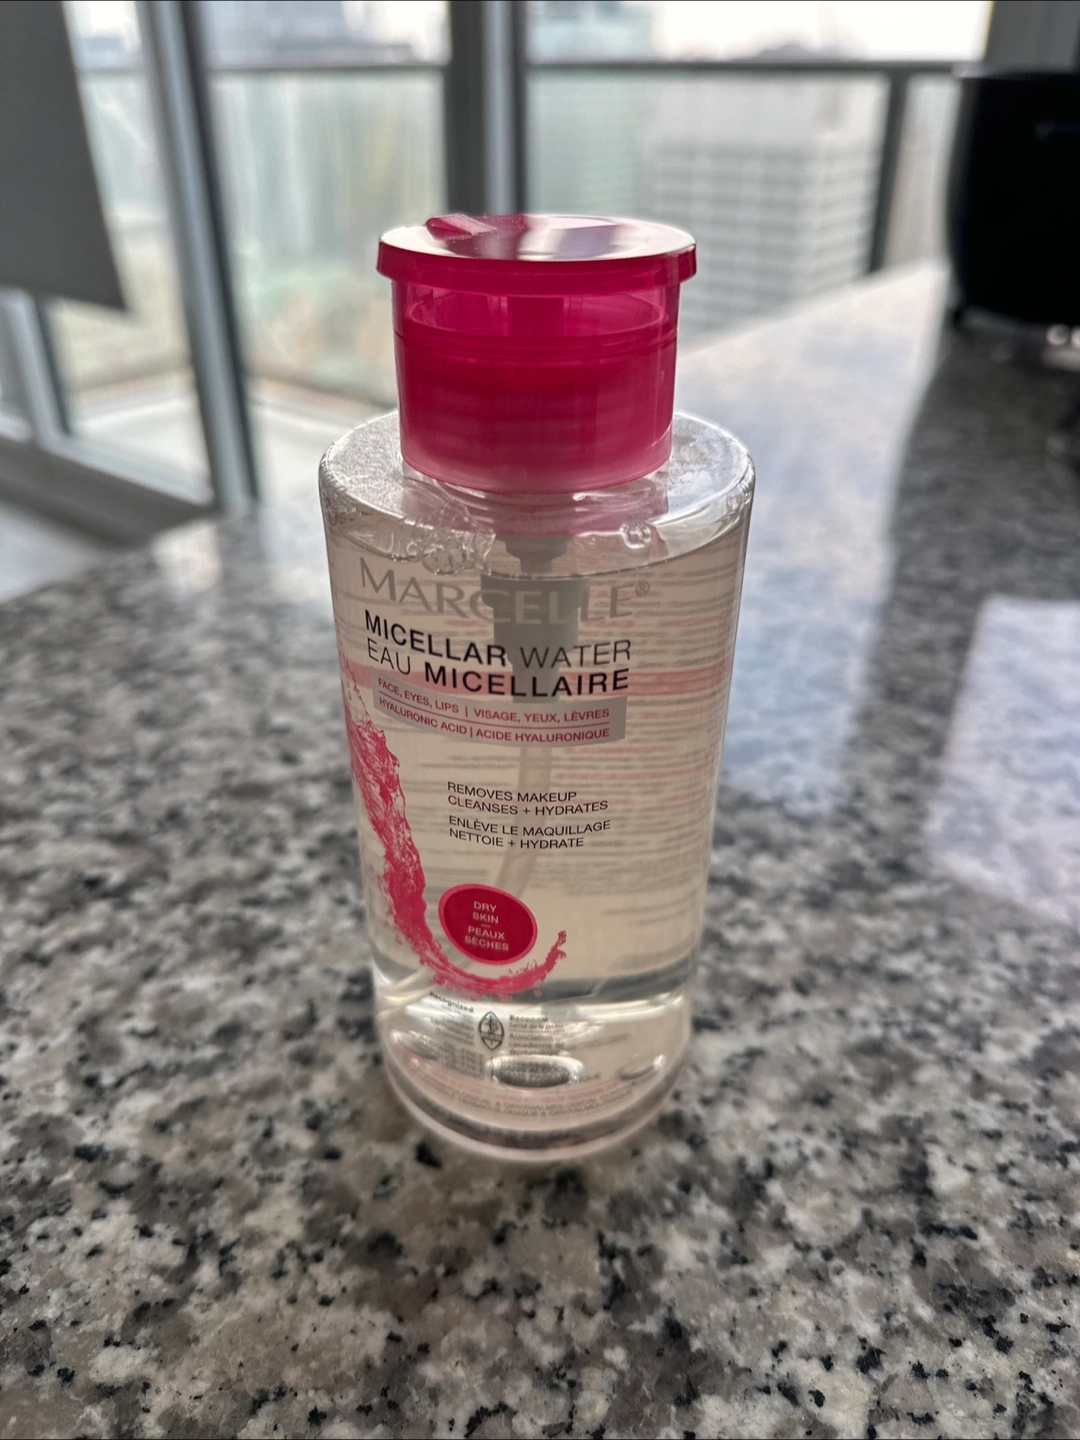 MARCELLE®
MICELLAR WATER
EAU MICELLAIRE
FACE, EYES, LIPS | VISAGE, YEUX, LÈVRES
HYALURONIC ACID | ACIDE HYALURONIQUE
REMOVES MAKEUP
CLEANSES + HYDRATES
ENLÈVE LE MAQUILLAGE
NETTOIE + HYDRATE
DRY
SKIN
PEAUX
SÈCHES
Recognized